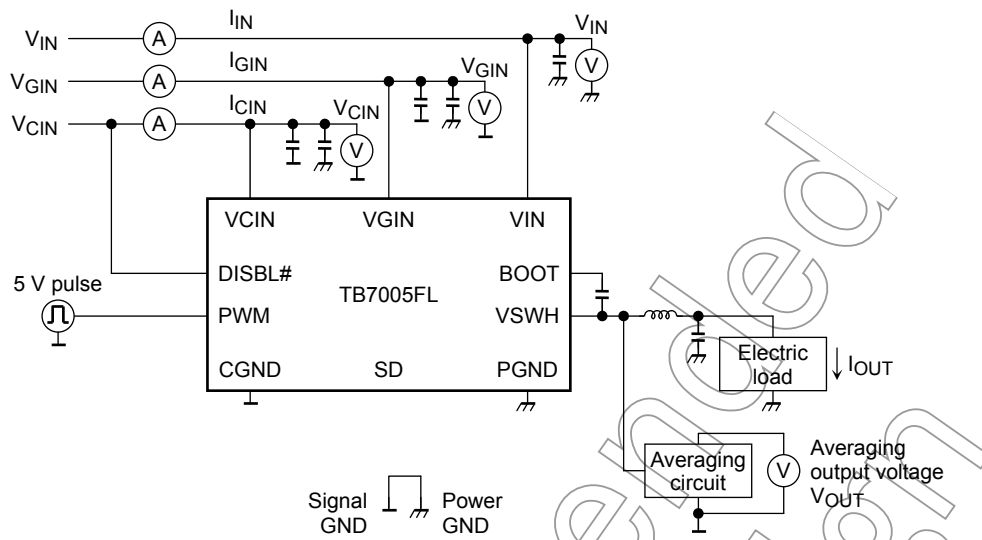 VIN A IIN VIN V
VGIN A IGIN VGIN V
VCIN A ICIN VCIN V
VCIN VGIN VIN
DISBL# BOOT
5 V pulse
TB7005FL
PWM VSWH
CGND SD PGND
Electric
load
IOUT
Averaging
circuit
V
Averaging
output voltage
VOUT
Signal
GND
Power
GND